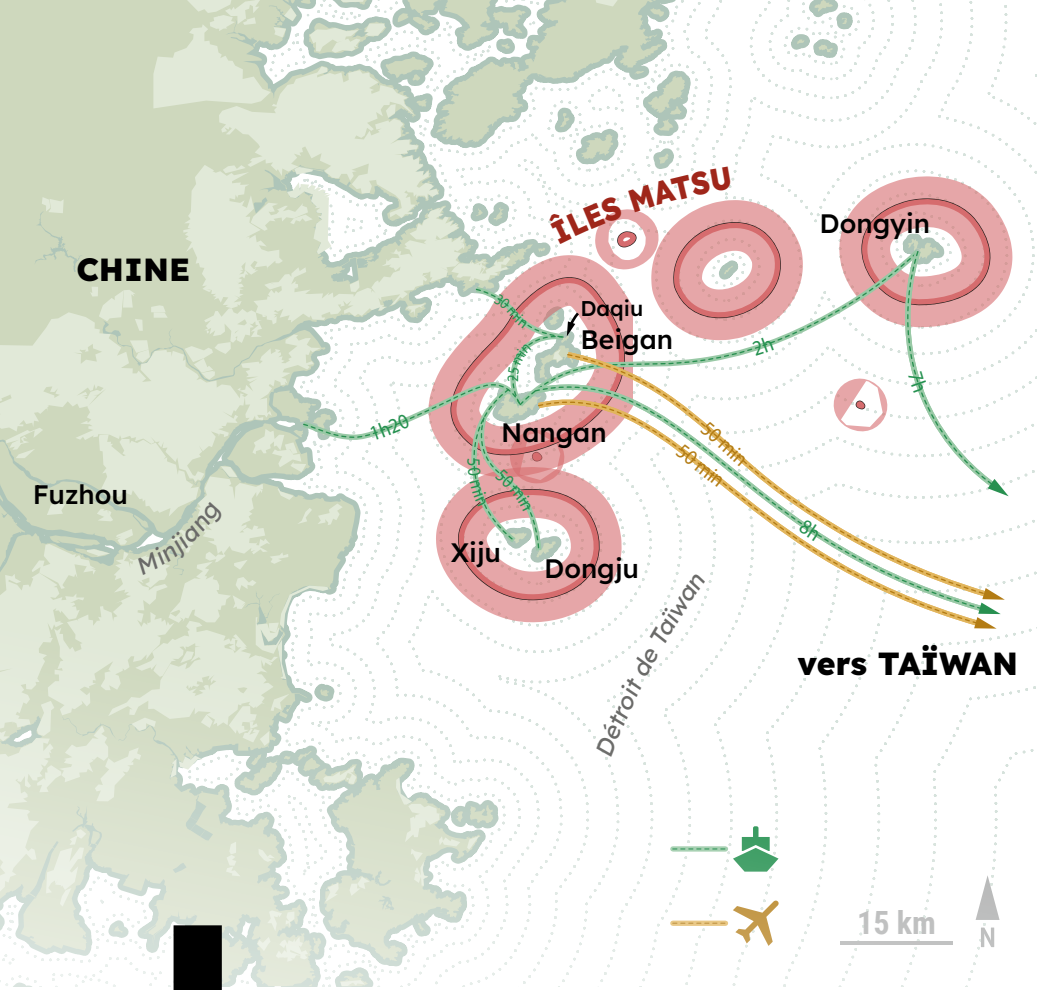 ÎLES MATSU
Dongyin
CHINE
30 min
Daqiu
Beigan
25 min
2h
7h
1h20
Nangan
50 min
50 min
50 min
50 min
Fuzhou
Minjiang
8h
Xiju
Dongju
Détroit de Taïwan
vers TAÏWAN
15 km
N